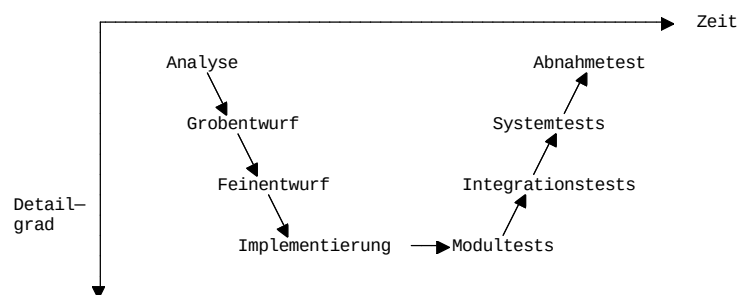 Zeit
Analyse
Abnahmetest
Grobentwurf
Systemtests
Feinentwurf
Integrationstests
Detail–
grad
Implementierung
Modultests